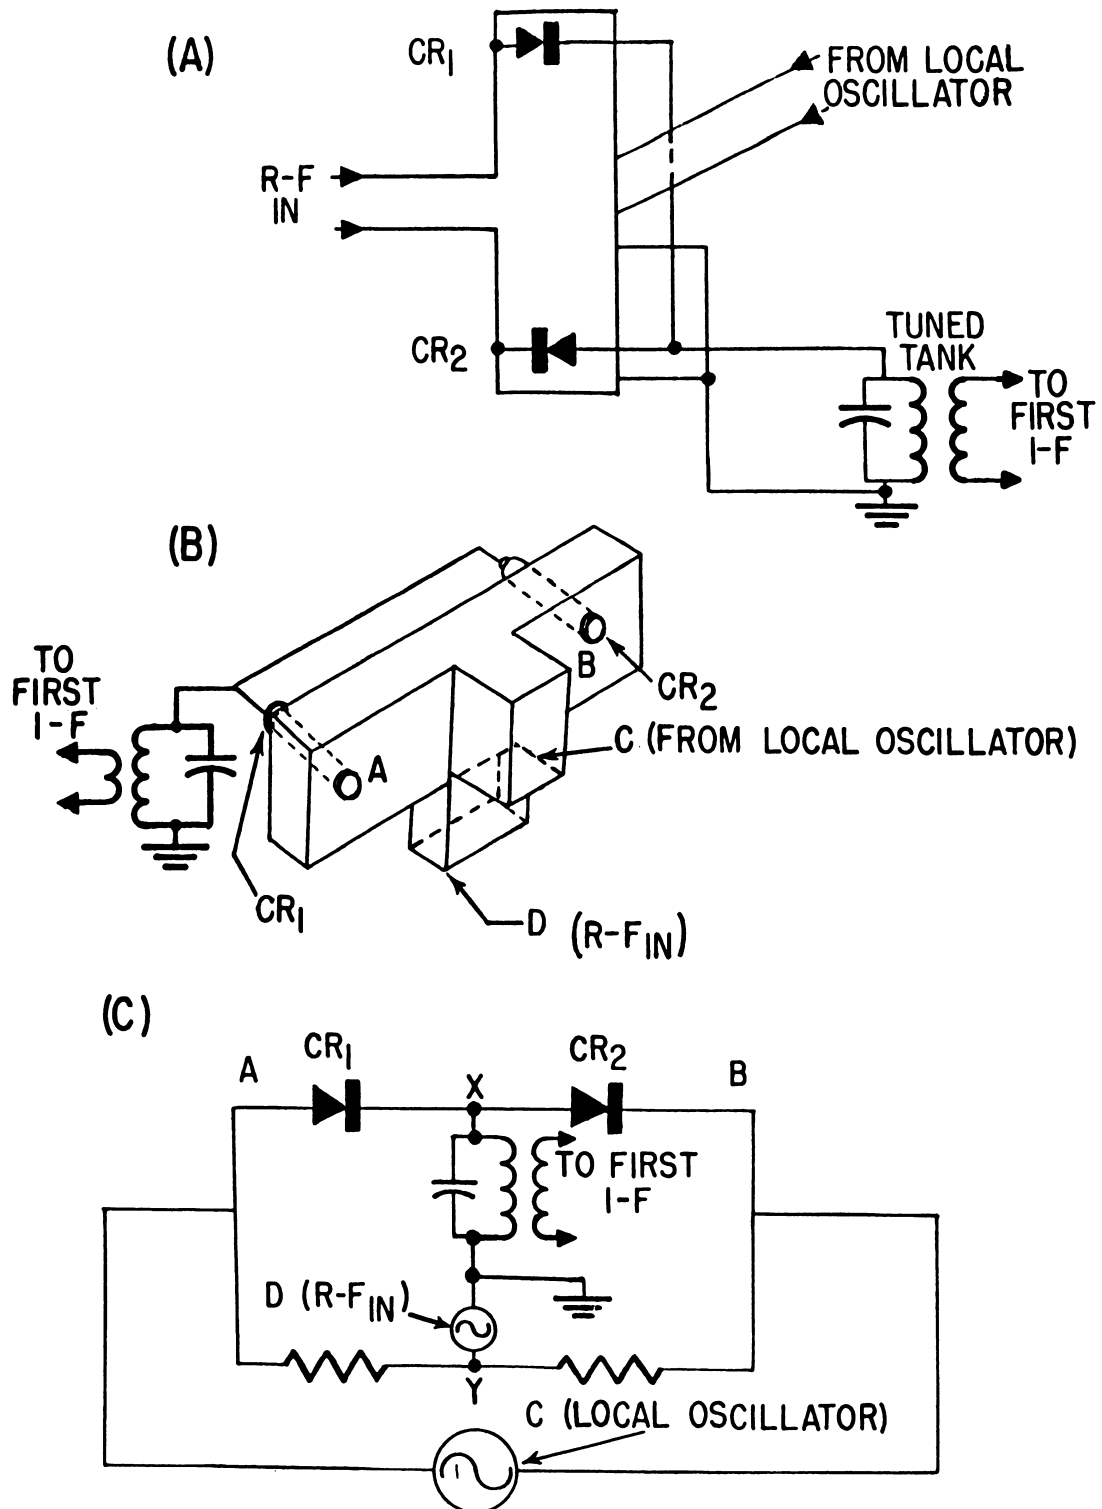 (A)
CR1
FROM LOCAL
OSCILLATOR
R-F
IN
CR2
TUNED
TANK
TO
FIRST
I-F
(B)
TO
FIRST
I-F
B
CR2
C (FROM LOCAL OSCILLATOR)
A
CR1
D (R-FIN)
(C)
A
CR1
X
CR2
B
TO FIRST
I-F
D (R-FIN)
Y
C (LOCAL OSCILLATOR)